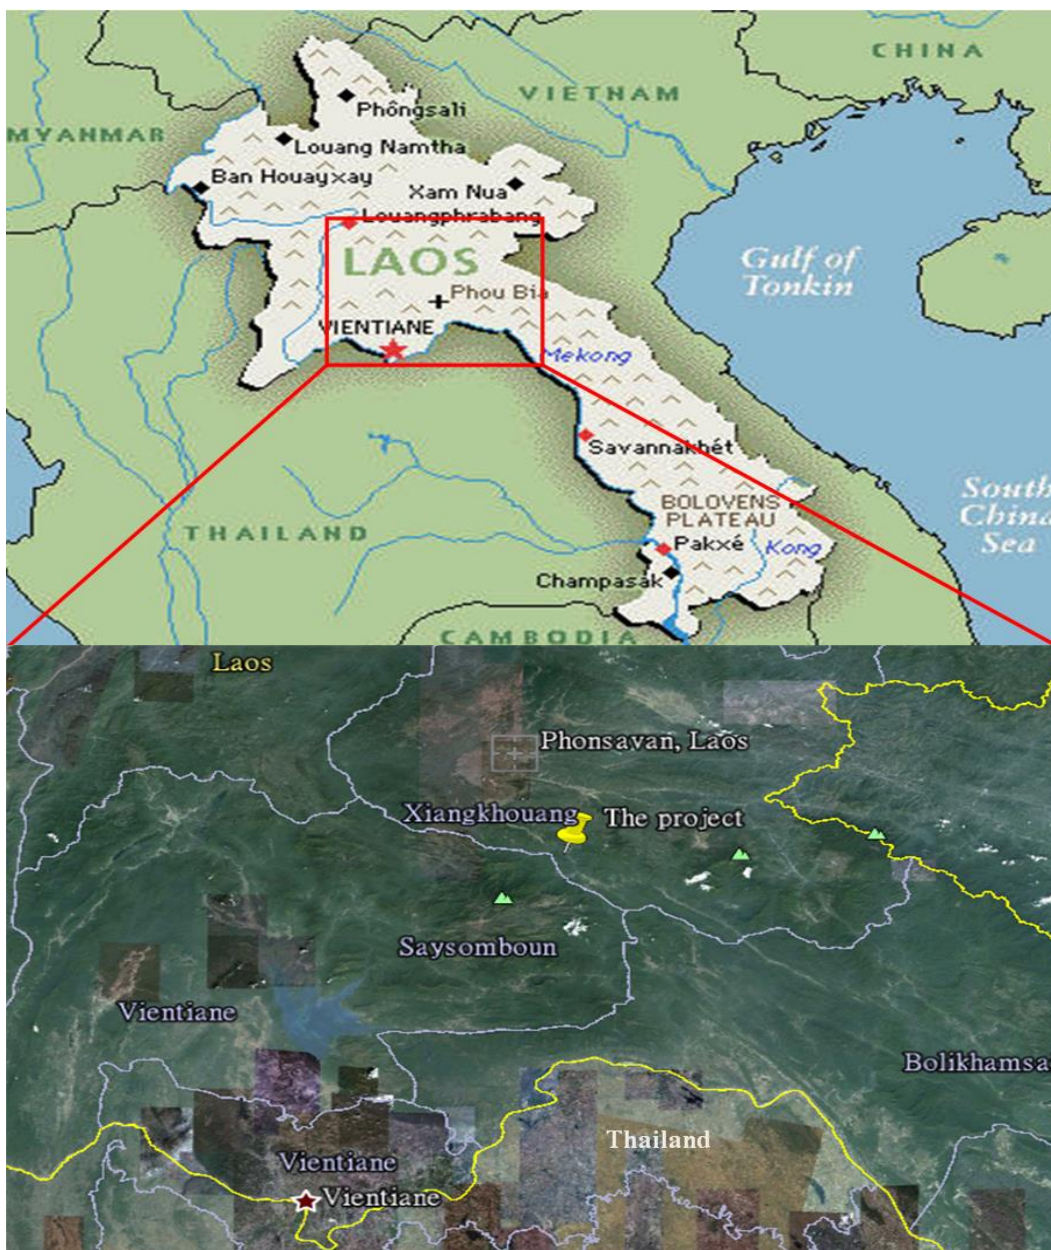 CHINA
VIETNAM
MYANMAR
Phôngsali
Louang Namtha
Ban Houayxay
Xam Nua
Louangphrabang
LAOS
Gulf of
Tonkin
Phou Bia
VIENTIANE
Mekong
Savannakhét
BOLOVENS
PLATEAU
South
China
Sea
THAILAND
Pakxé
Kong
Champasak
CAMBODIA
Laos
Phonsavan, Laos
Xiangkhouang
The project
Saysomboun
Vientiane
Bolikhamsa
Thailand
Vientiane
Vientiane